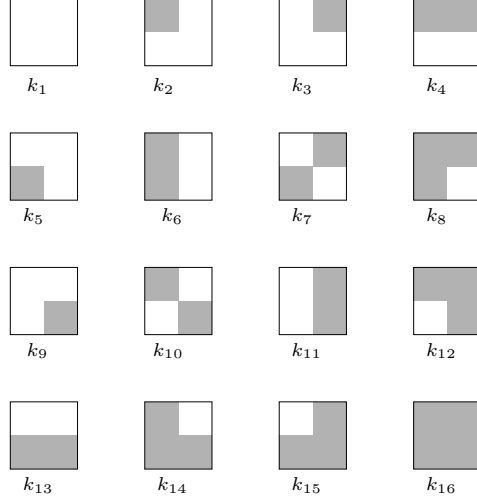 k₁ k₂ k₃ k₄
k₅ k₆ k₇ k₈
k₉ k₁₀ k₁₁ k₁₂
k₁₃ k₁₄ k₁₅ k₁₆